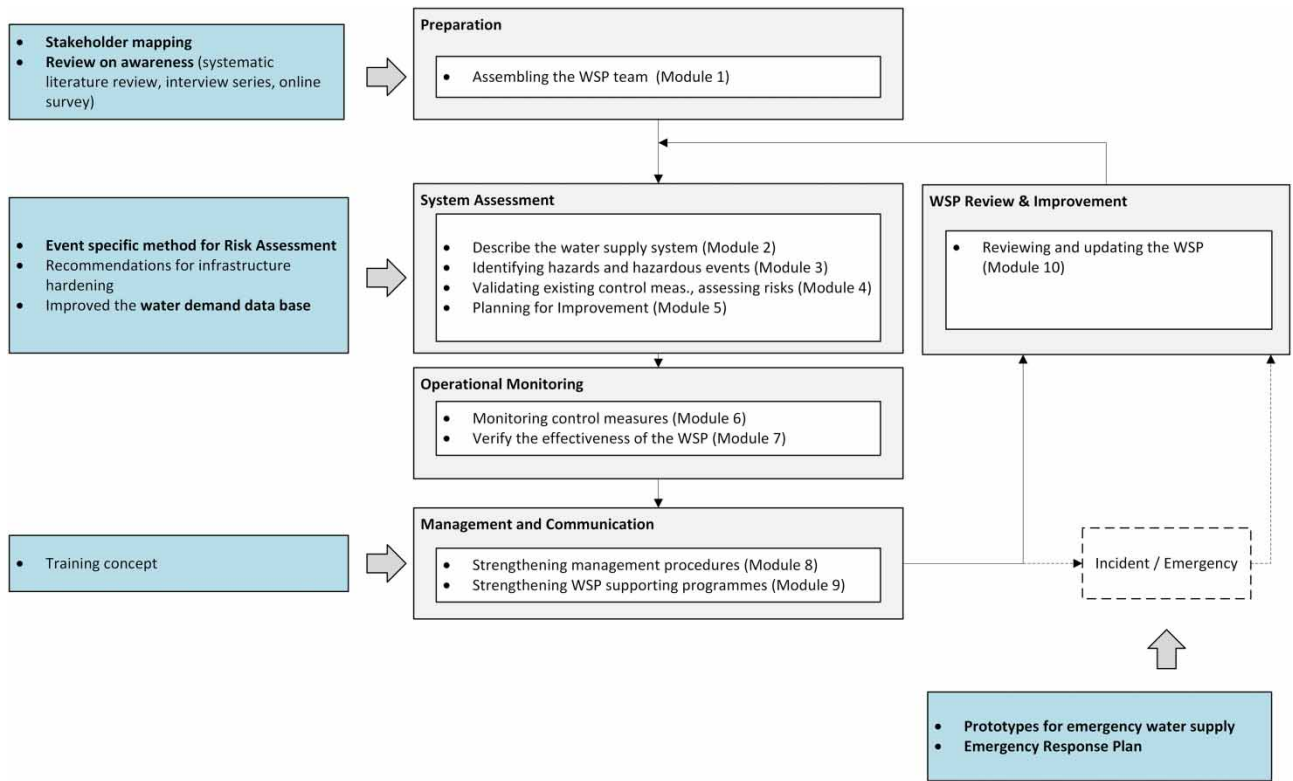 • Stakeholder mapping
• Review on awareness (systematic
literature review, interview series, online
survey)
Preparation
• Assembling the WSP team (Module 1)
• Event specific method for Risk Assessment
• Recommendations for infrastructure
hardening
• Improved the water demand data base
System Assessment
• Describe the water supply system (Module 2)
• Identifying hazards and hazardous events (Module 3)
• Validating existing control meas., assessing risks (Module 4)
• Planning for Improvement (Module 5)
WSP Review & Improvement
• Reviewing and updating the WSP
(Module 10)
Operational Monitoring
• Monitoring control measures (Module 6)
• Verify the effectiveness of the WSP (Module 7)
• Training concept
Management and Communication
• Strengthening management procedures (Module 8)
• Strengthening WSP supporting programmes (Module 9)
Incident / Emergency
• Prototypes for emergency water supply
• Emergency Response Plan